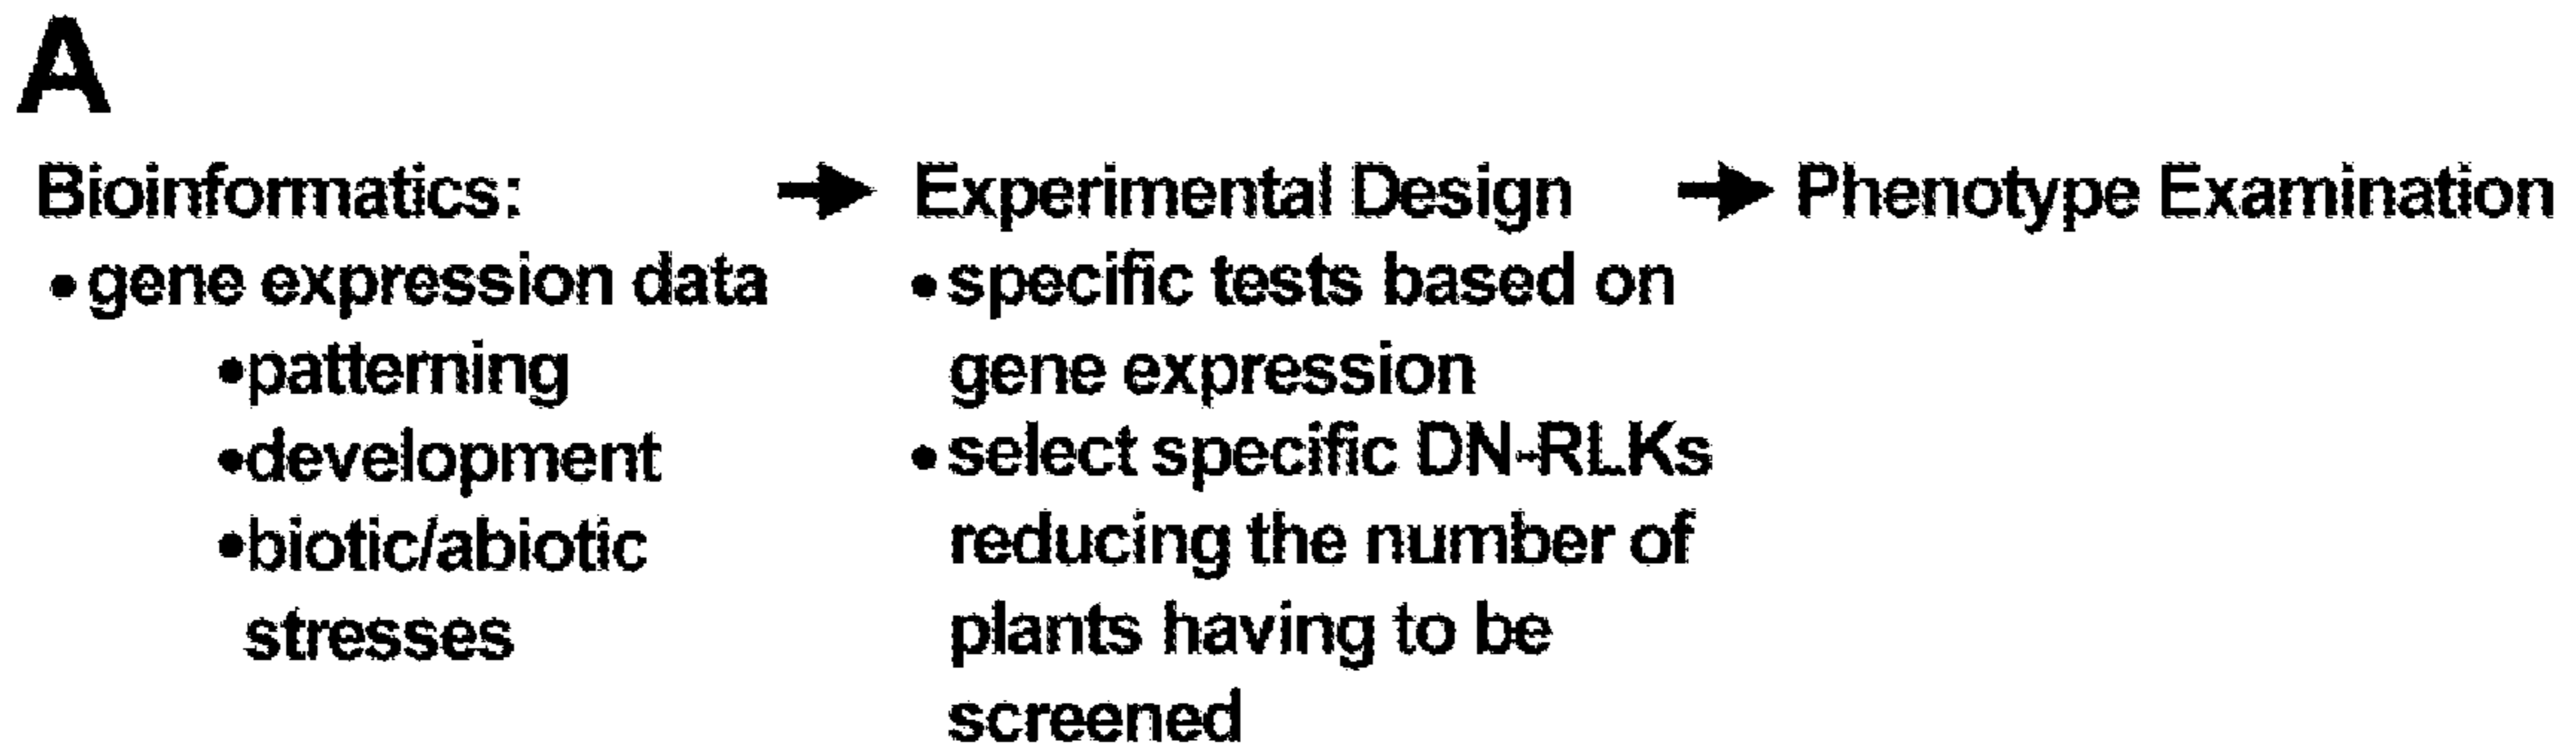 A
Bioinformatics: → Experimental Design → Phenotype Examination
• gene expression data
•patterning
•development
•biotic/abiotic
stresses
• specific tests based on
gene expression
• select specific DN-RLKs
reducing the number of
plants having to be
screened